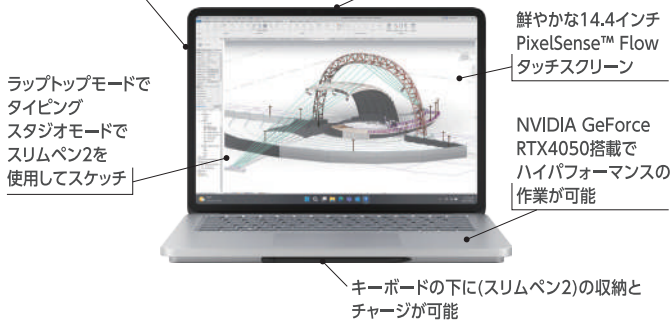 ラップトップモードで
タイピング
スタジオモードで
スリムペン2を
使用してスケッチ
鮮やかな14.4インチ
PixelSense™ Flow
タッチスクリーン
NVIDIA GeForce
RTX4050搭載で
ハイパフォーマンスの
作業が可能
キーボードの下に(スリムペン2)の収納と
チャージが可能